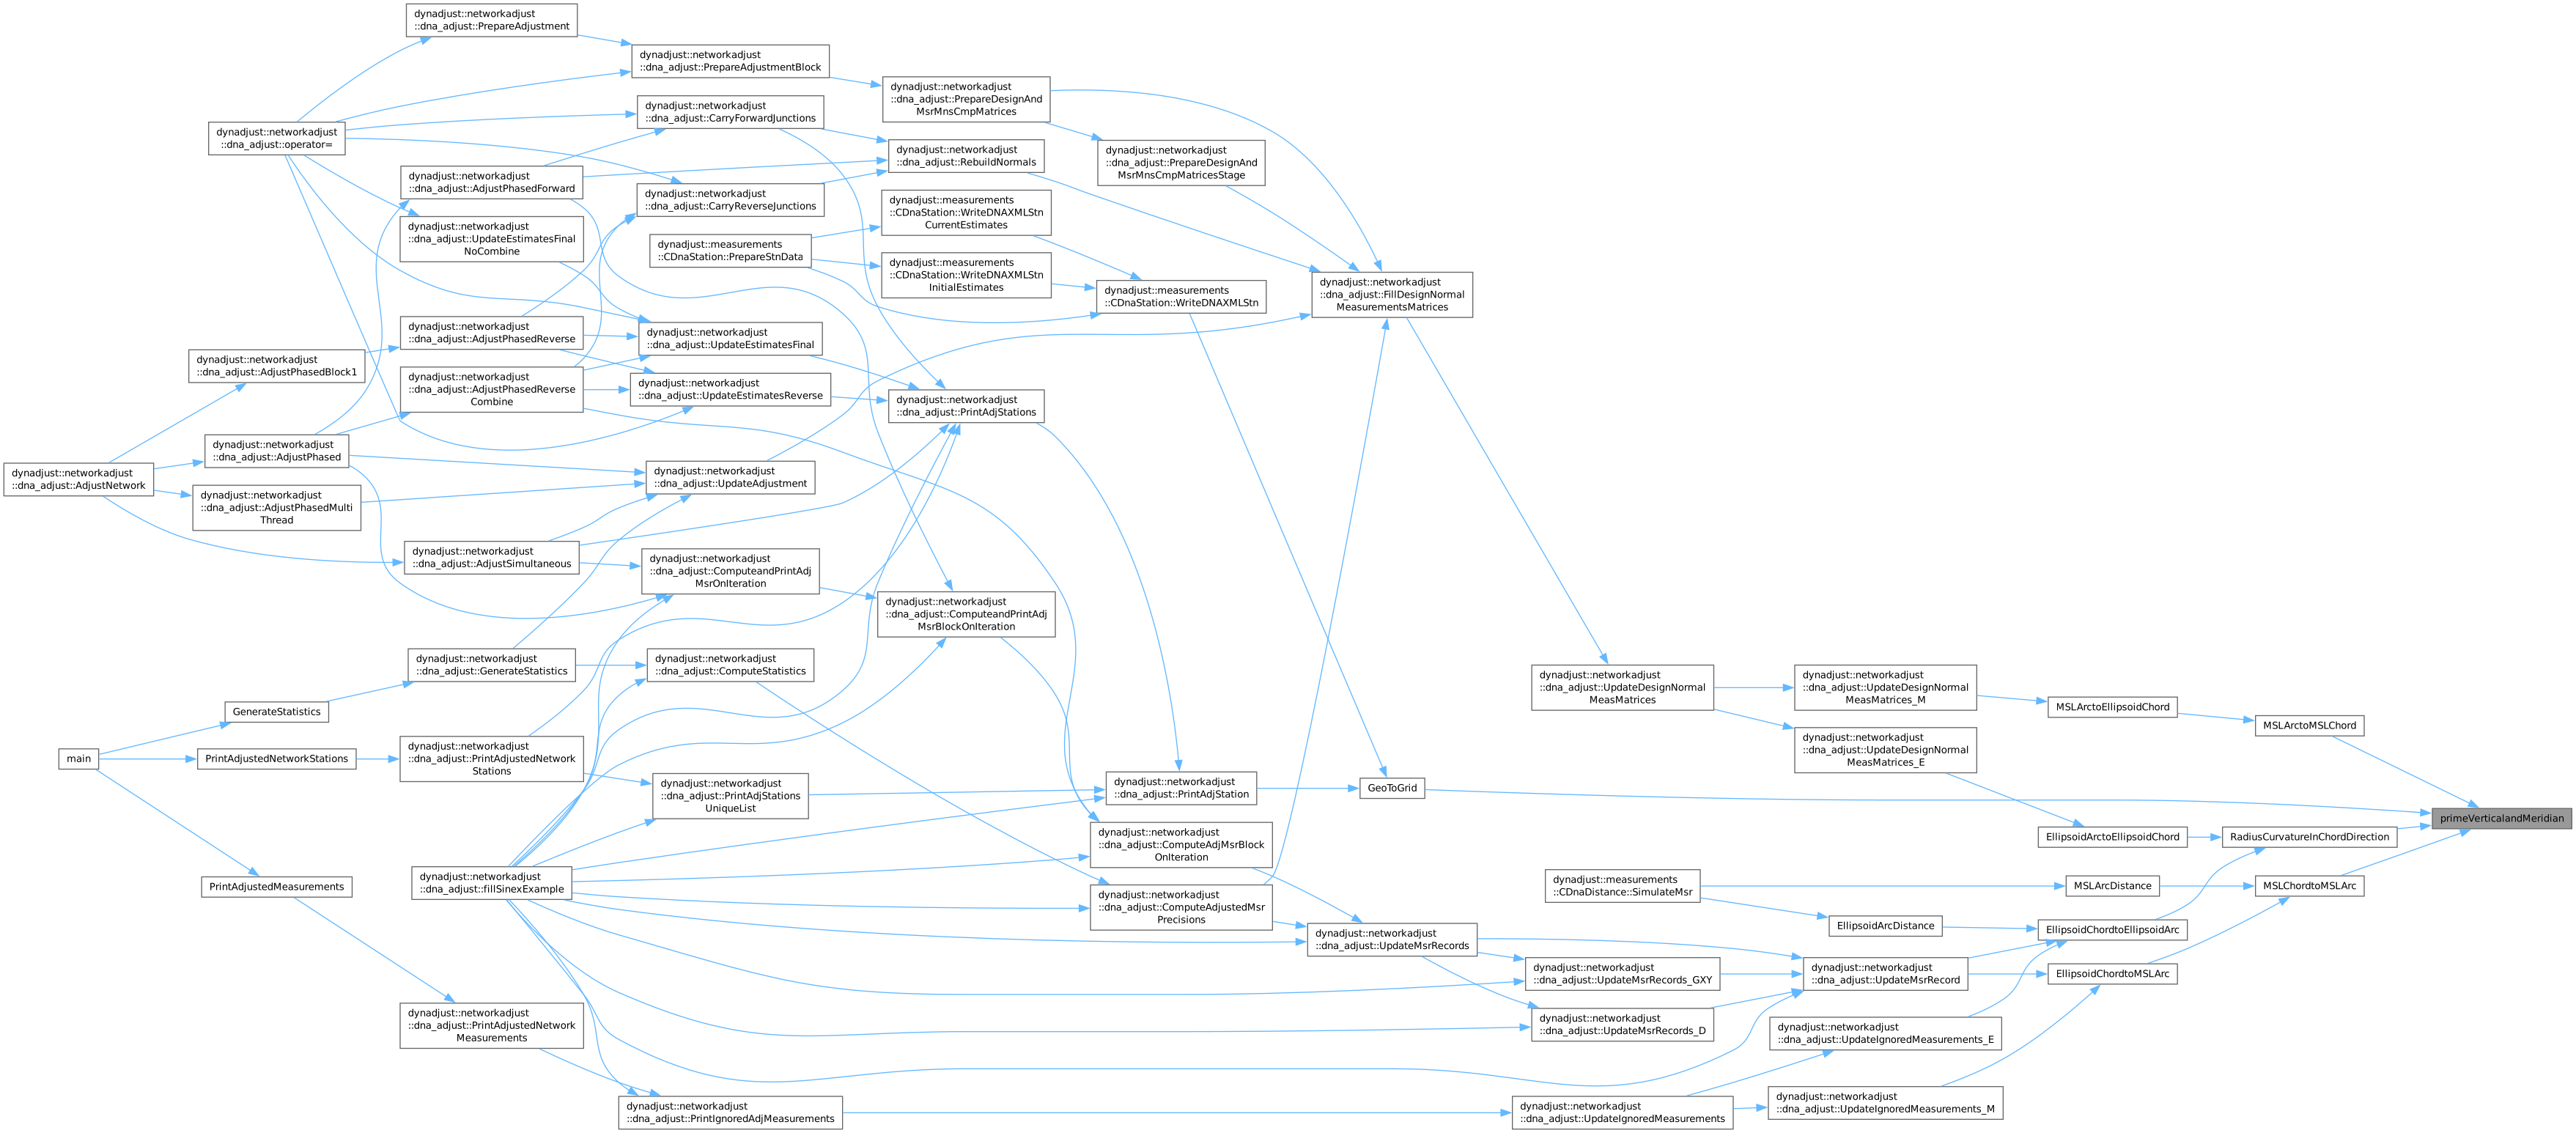 dynadjust::networkadjust
::dna_adjust::PrepareAdjustment
dynadjust::networkadjust
::dna_adjust::PrepareAdjustmentBlock
dynadjust::networkadjust
::dna_adjust::PrepareDesignAnd
MsrMnsCmpMatrices
dynadjust::networkadjust
::dna_adjust::CarryForwardJunctions
dynadjust::networkadjust
::dna_adjust::operator=
dynadjust::networkadjust
::dna_adjust::RebuildNormals
dynadjust::networkadjust
::dna_adjust::PrepareDesignAnd
MsrMnsCmpMatricesStage
dynadjust::networkadjust
::dna_adjust::AdjustPhasedForward
dynadjust::networkadjust
::dna_adjust::CarryReverseJunctions
dynadjust::measurements
::CDnaStation::WriteDNAXMLStn
CurrentEstimates
dynadjust::networkadjust
::dna_adjust::UpdateEstimatesFinal
NoCombine
dynadjust::measurements
::CDnaStation::PrepareStnData
dynadjust::measurements
::CDnaStation::WriteDNAXMLStn
InitialEstimates
dynadjust::measurements
::CDnaStation::WriteDNAXMLStn
dynadjust::networkadjust
::dna_adjust::FillDesignNormal
MeasurementsMatrices
dynadjust::networkadjust
::dna_adjust::AdjustPhasedReverse
dynadjust::networkadjust
::dna_adjust::UpdateEstimatesFinal
dynadjust::networkadjust
::dna_adjust::AdjustPhasedBlock1
dynadjust::networkadjust
::dna_adjust::AdjustPhasedReverse
Combine
dynadjust::networkadjust
::dna_adjust::UpdateEstimatesReverse
dynadjust::networkadjust
::dna_adjust::PrintAdjStations
dynadjust::networkadjust
::dna_adjust::AdjustPhased
dynadjust::networkadjust
::dna_adjust::AdjustNetwork
dynadjust::networkadjust
::dna_adjust::UpdateAdjustment
dynadjust::networkadjust
::dna_adjust::AdjustPhasedMulti
Thread
dynadjust::networkadjust
::dna_adjust::AdjustSimultaneous
dynadjust::networkadjust
::dna_adjust::ComputeandPrintAdj
MsrOnIteration
dynadjust::networkadjust
::dna_adjust::ComputeandPrintAdj
MsrBlockOnIteration
dynadjust::networkadjust
::dna_adjust::GenerateStatistics
dynadjust::networkadjust
::dna_adjust::ComputeStatistics
dynadjust::networkadjust
::dna_adjust::UpdateDesignNormal
MeasMatrices
dynadjust::networkadjust
::dna_adjust::UpdateDesignNormal
MeasMatrices_M
MSLArctoEllipsoidChord
MSLArctoMSLChord
GenerateStatistics
main
PrintAdjustedNetworkStations
dynadjust::networkadjust
::dna_adjust::PrintAdjustedNetwork
Stations
dynadjust::networkadjust
::dna_adjust::UpdateDesignNormal
MeasMatrices_E
dynadjust::networkadjust
::dna_adjust::PrintAdjStations
UniqueList
dynadjust::networkadjust
::dna_adjust::PrintAdjStation
GeoToGrid
primeVerticalandMeridian
dynadjust::networkadjust
::dna_adjust::ComputeAdjMsrBlock
OnIteration
EllipsoidArctoEllipsoidChord
RadiusCurvatureInChordDirection
PrintAdjustedMeasurements
dynadjust::networkadjust
::dna_adjust::fillSinexExample
dynadjust::networkadjust
::dna_adjust::ComputeAdjustedMsr
Precisions
dynadjust::measurements
::CDnaDistance::SimulateMsr
MSLArcDistance
MSLChordtoMSLArc
EllipsoidArcDistance
EllipsoidChordtoEllipsoidArc
dynadjust::networkadjust
::dna_adjust::UpdateMsrRecords
dynadjust::networkadjust
::dna_adjust::UpdateMsrRecords_GXY
dynadjust::networkadjust
::dna_adjust::UpdateMsrRecord
EllipsoidChordtoMSLArc
dynadjust::networkadjust
::dna_adjust::PrintAdjustedNetwork
Measurements
dynadjust::networkadjust
::dna_adjust::UpdateMsrRecords_D
dynadjust::networkadjust
::dna_adjust::UpdateIgnoredMeasurements_E
dynadjust::networkadjust
::dna_adjust::PrintIgnoredAdjMeasurements
dynadjust::networkadjust
::dna_adjust::UpdateIgnoredMeasurements
dynadjust::networkadjust
::dna_adjust::UpdateIgnoredMeasurements_M